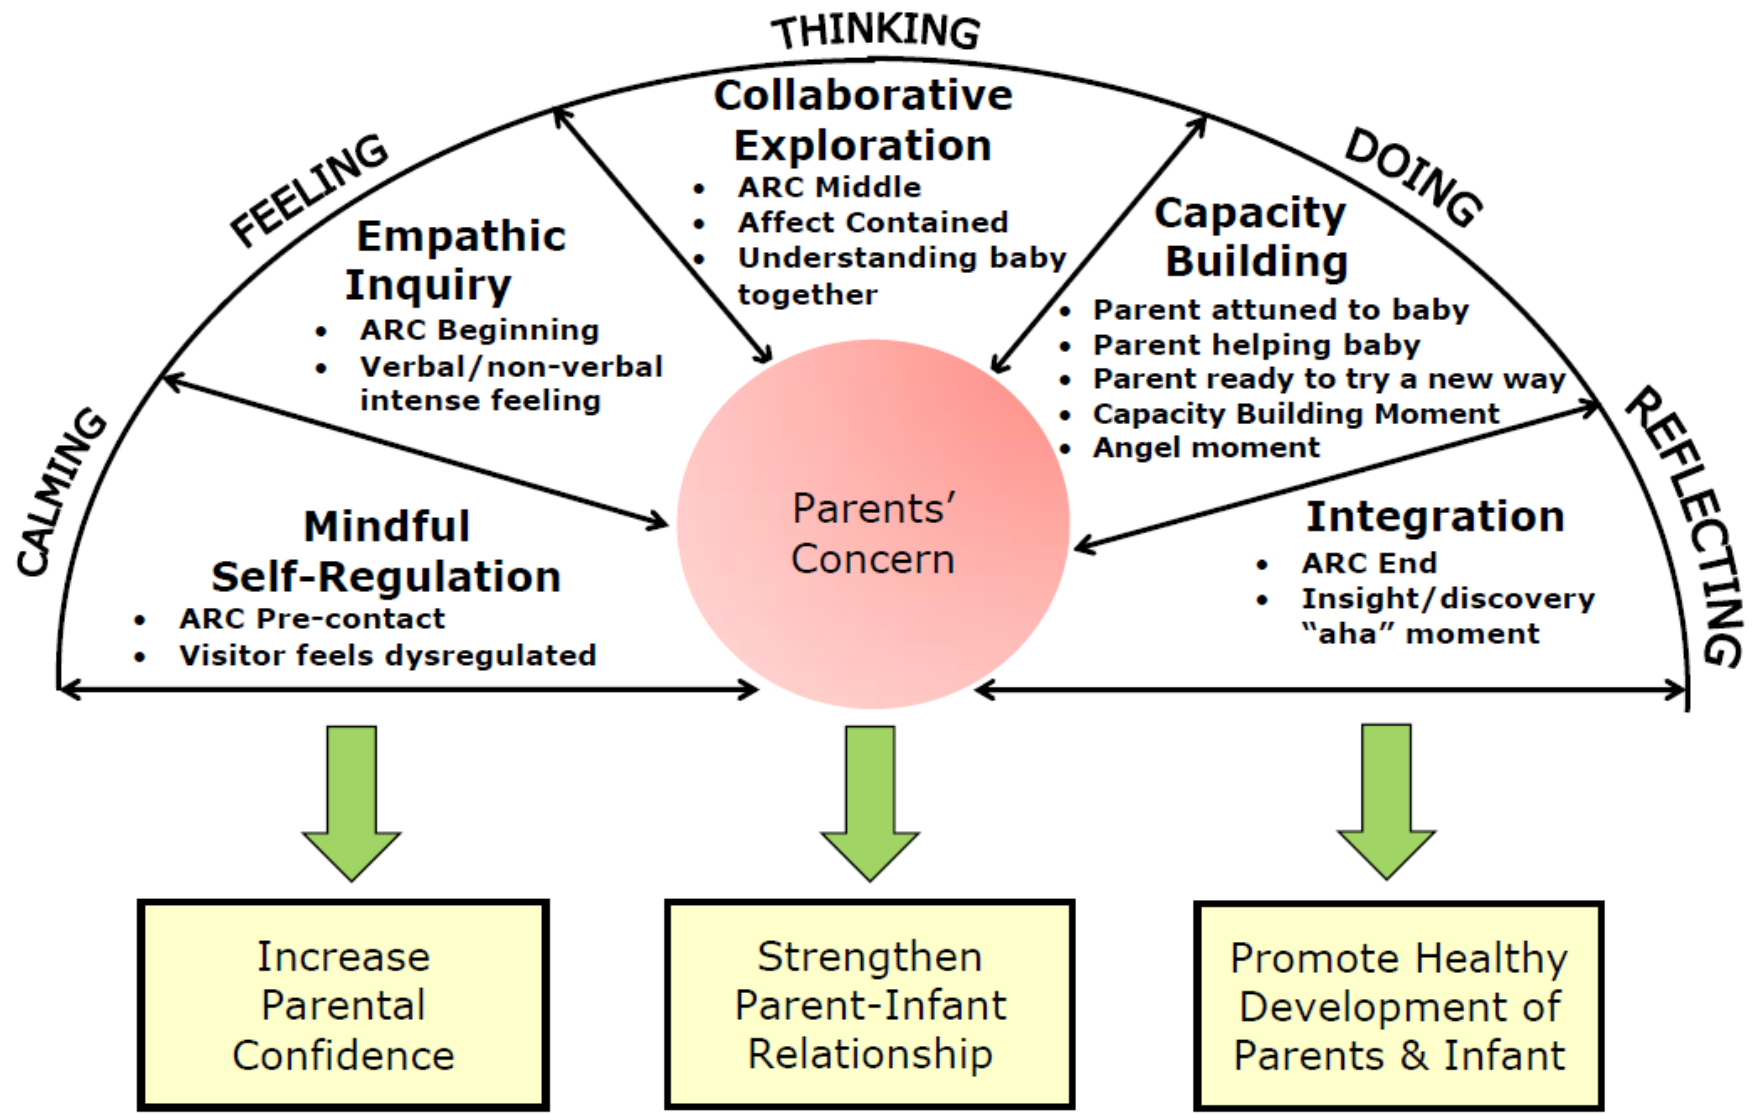 THINKING
FEELING
DOING
CALMING
REFLECTING
Collaborative
Exploration
• ARC Middle
• Affect Contained
• Understanding baby
together
Empathic
Inquiry
• ARC Beginning
• Verbal/non-verbal
intense feeling
Capacity
Building
• Parent attuned to baby
• Parent helping baby
• Parent ready to try a new way
• Capacity Building Moment
• Angel moment
Mindful
Self-Regulation
• ARC Pre-contact
• Visitor feels dysregulated
Parents’
Concern
Integration
• ARC End
• Insight/discovery
“aha” moment
Increase
Parental
Confidence
Strengthen
Parent-Infant
Relationship
Promote Healthy
Development of
Parents & Infant